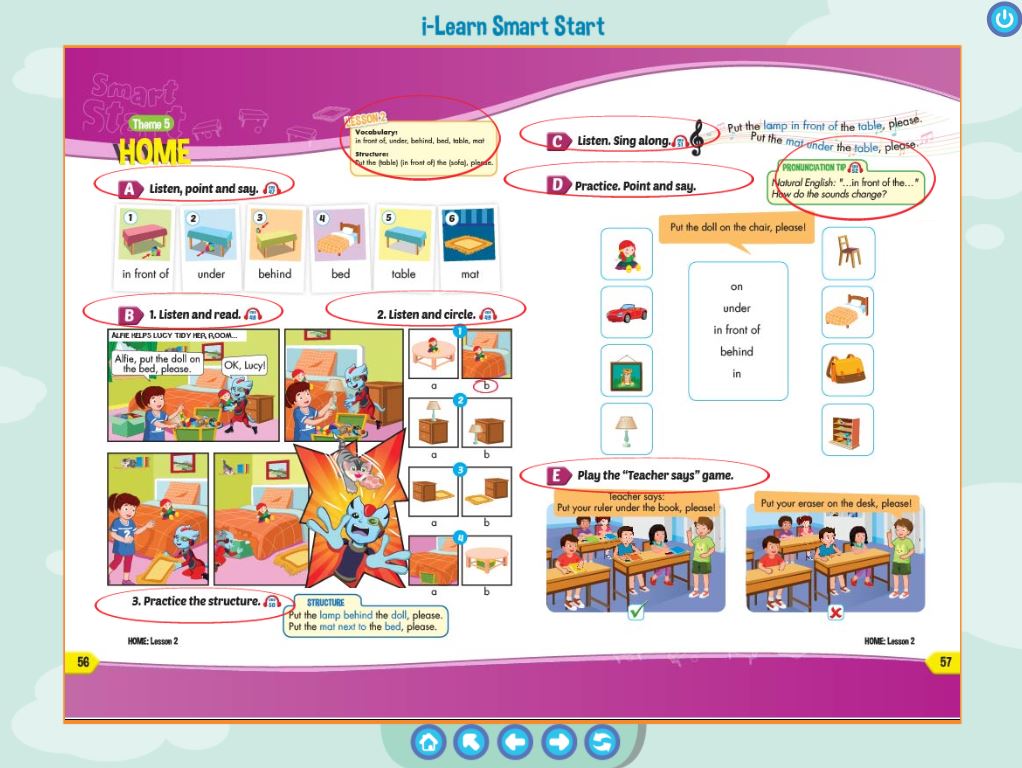 i-Learn Smart Start
Smart
Start
Theme 5
HOME
LESSON 2
Vocabulary:
in front of, under, behind, bed, table, mat
Structure:
Put the (table) (in front of) the (sofa), please.
A Listen, point and say.
1
2
3
4
5
6
in front of
under
behind
bed
table
mat
B 1. Listen and read.
2. Listen and circle.
ALFIE HELPS LUCY TIDY HER ROOM...
Alfie, put the doll on
the bed, please.
OK, Lucy!
1
a
b
2
a
b
3
a
b
4
a
b
3. Practice the structure.
STRUCTURE
Put the lamp behind the doll, please.
Put the mat next to the bed, please.
HOME: Lesson 2
56
C Listen. Sing along.
Put the lamp in front of the table, please.
Put the mat under the table, please.
D Practice. Point and say.
PRONUNCIATION TIP
Natural English: "...in front of the..."
How do the sounds change?
Put the doll on the chair, please!
on
under
in front of
behind
in
E Play the “Teacher says” game.
Teacher says:
Put your ruler under the book, please!
Put your eraser on the desk, please!
HOME: Lesson 2
57